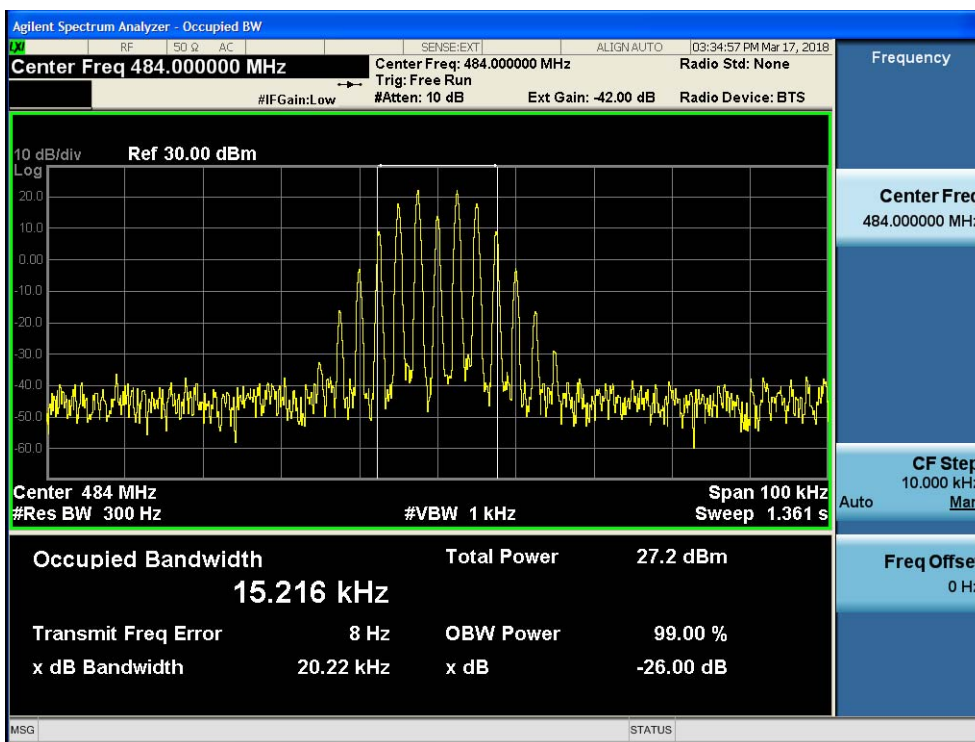 Agilent Spectrum Analyzer - Occupied BW
LXI RF 50 Ω AC SENSE:EXT ALIGN AUTO 03:34:57 PM Mar 17, 2018
Center Freq 484.000000 MHz Center Freq: 484.000000 MHz Radio Std: None
Trig: Free Run
#IFGain:Low #Atten: 10 dB Ext Gain: -42.00 dB Radio Device: BTS
Frequency
10 dB/div Ref 30.00 dBm
Log
20.0
10.0
0.00
-10.0
-20.0
-30.0
-40.0
-50.0
-60.0
Center 484 MHz Span 100 kHz
#Res BW 300 Hz #VBW 1 kHz Sweep 1.361 s
Center Freq
484.000000 MHz
CF Step
10.000 kHz
Auto Man
Freq Offse
0 Hz
Occupied Bandwidth Total Power 27.2 dBm
15.216 kHz
Transmit Freq Error 8 Hz OBW Power 99.00 %
x dB Bandwidth 20.22 kHz x dB -26.00 dB
MSG STATUS